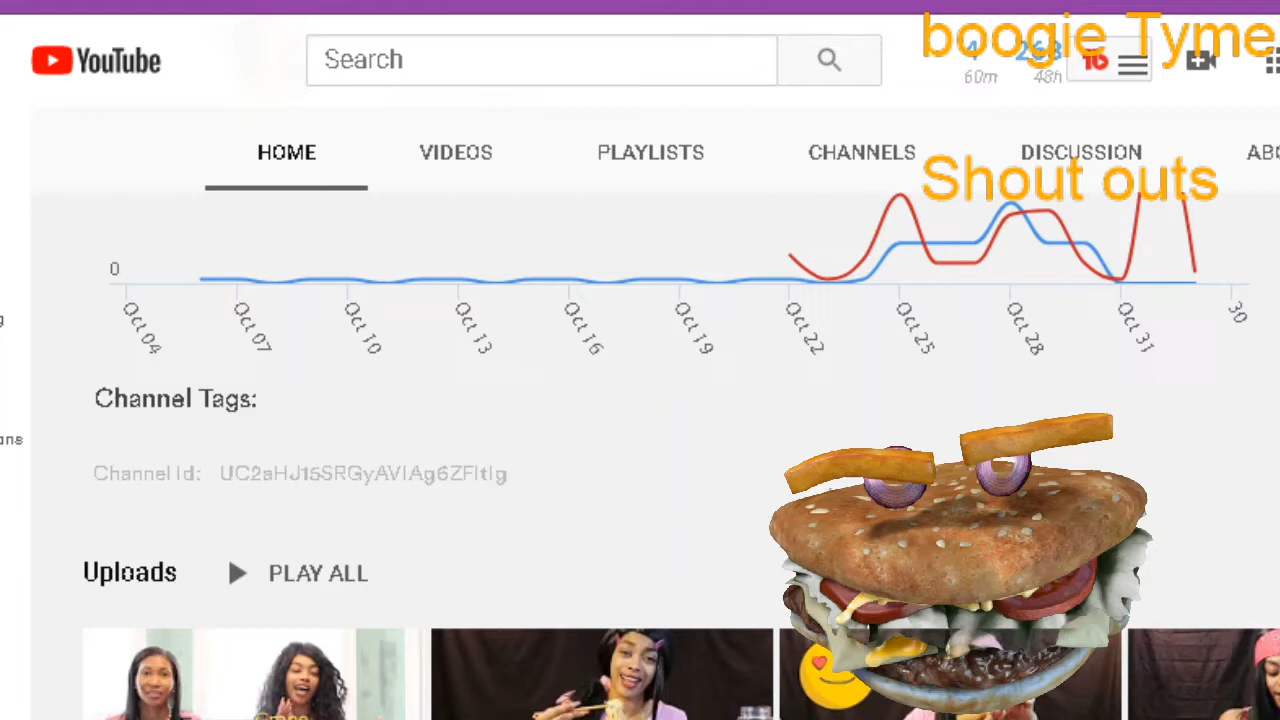 boogie Tyme
YouTube
Search
4 268
60m 48h
HOME VIDEOS PLAYLISTS CHANNELS DISCUSSION
Shout outs
0
Oct 04 Oct 07 Oct 10 Oct 13 Oct 16 Oct 19 Oct 22 Oct 25 Oct 28 Oct 31 30
Channel Tags:
Channel Id:
Uploads PLAY ALL